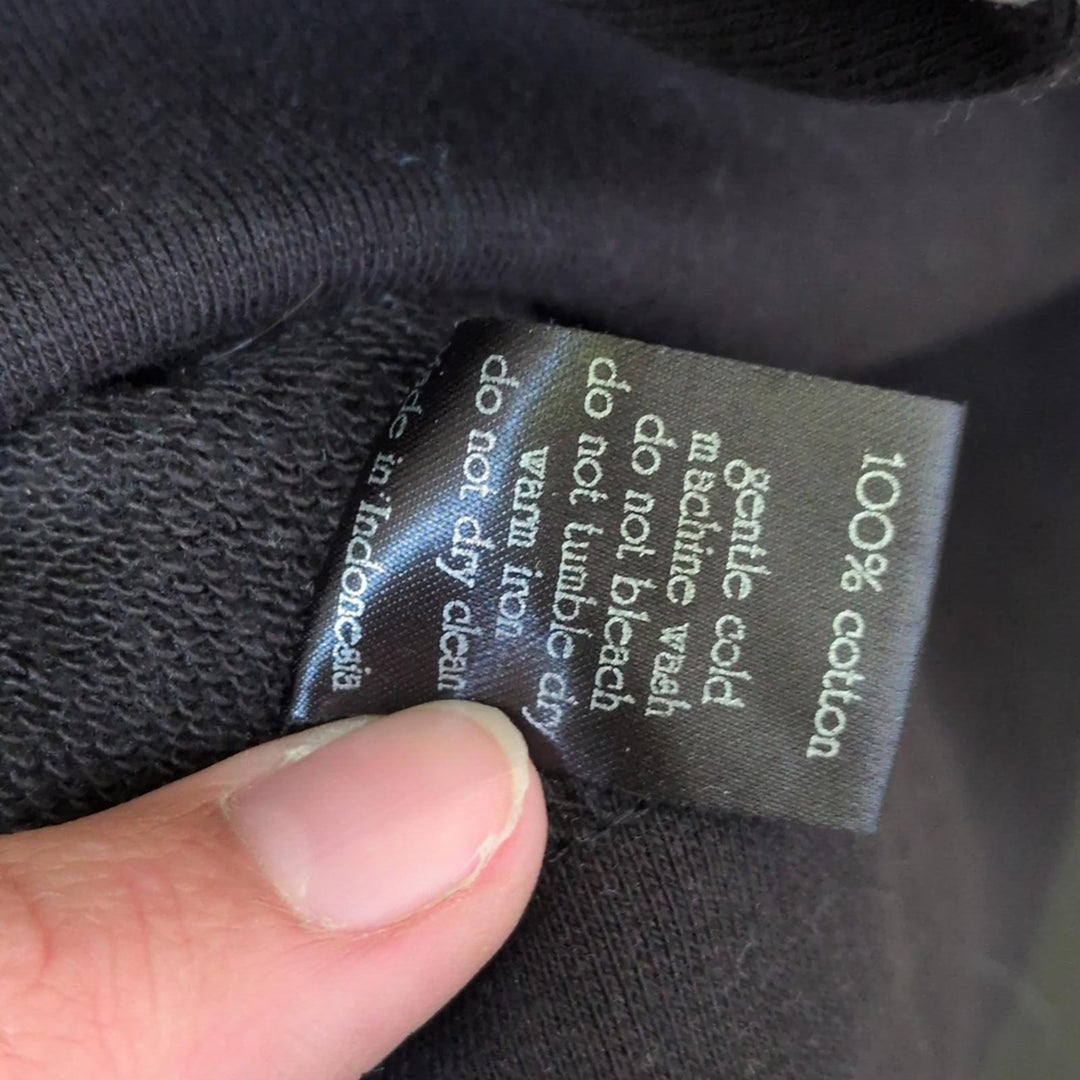 100% cotton
gentle cold
machine wash
do not bleach
do not tumble dry
warm iron
do not dry clean
made in Indonesia